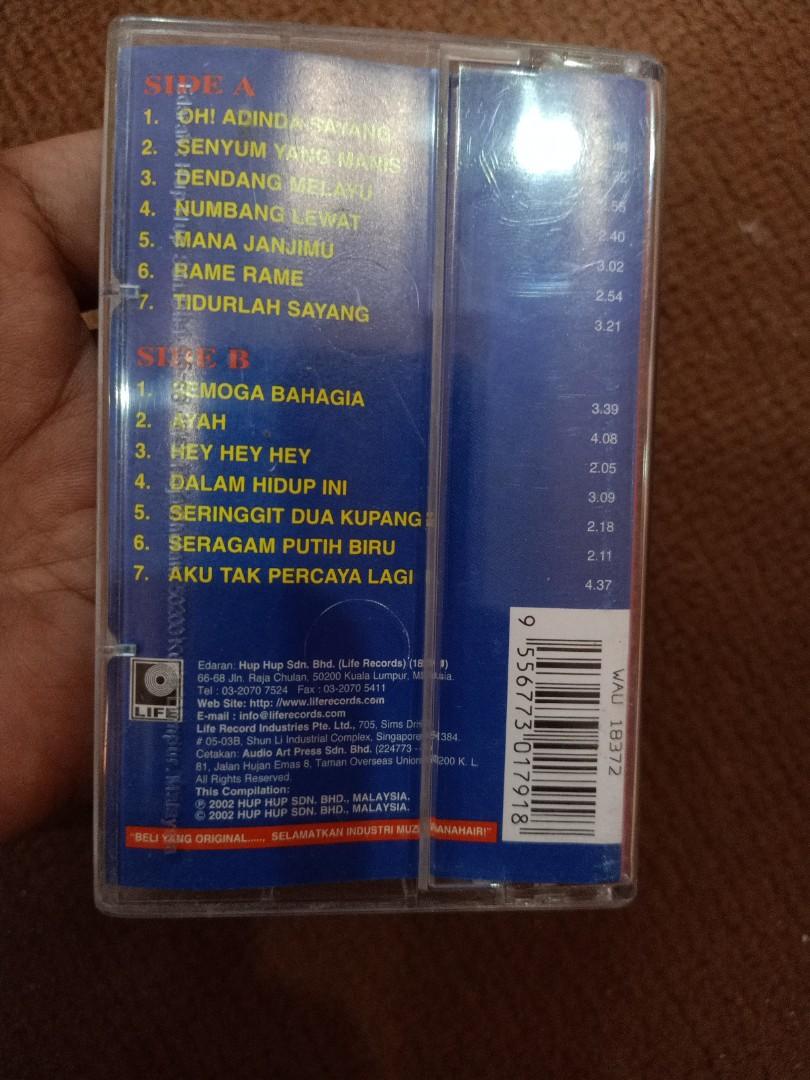 SIDE A
1. OH! ADINDA SAYANG
2. SENYUM YANG MANIS
3. DENDANG MELAYU
4. NUMBANG LEWAT 2.40
5. MANA JANJIMU 3.02
6. RAME RAME 2.54
7. TIDURLAH SAYANG 3.21
SIDE B
1. SEMOGA BAHAGIA 3.39
2. AYAH 4.08
3. HEY HEY HEY 2.05
4. DALAM HIDUP INI 3.09
5. SERINGGIT DUA KUPANG 2.18
6. SERAGAM PUTIH BIRU 2.11
7. AKU TAK PERCAYA LAGI 4.37
LIFE
Edaran: Hup Hup Sdn. Bhd. (Life Records)
66-68 Jln. Raja Chulan, 50200 Kuala Lumpur,
Tel : 03-2070 7524 Fax : 03-2070 5411
Web Site: http: //www.liferecords.com
E-mail : info@liferecords.com
Life Record Industries Pte. Ltd., 705, Sims
# 05-03B, Shun Li Industrial Complex, Singapore
Cetakan: Audio Art Press Sdn. Bhd. (224773
81, Jalan Hujan Emas 8, Taman Overseas Union, K. L.
All Rights Reserved.
This Compilation:
℗ 2002 HUP HUP SDN. BHD., MALAYSIA.
© 2002 HUP HUP SDN. BHD., MALAYSIA.
"BELI YANG ORIGINAL....., SELAMATKAN INDUSTRI TANAHAIR!"
WAU 18372
9 556773 017918